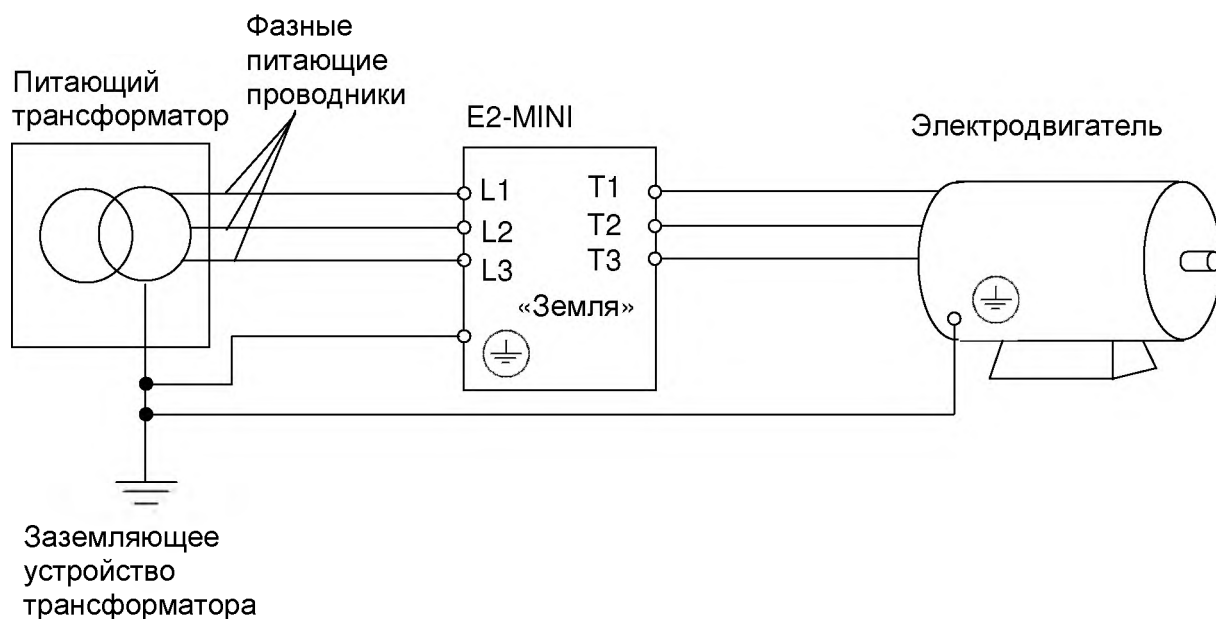 Фазные
питающие
проводники
Питающий
трансформатор
E2-MINI
Электродвигатель
L1
T1
L2
T2
L3
T3
«Земля»
Заземляющее
устройство
трансформатора